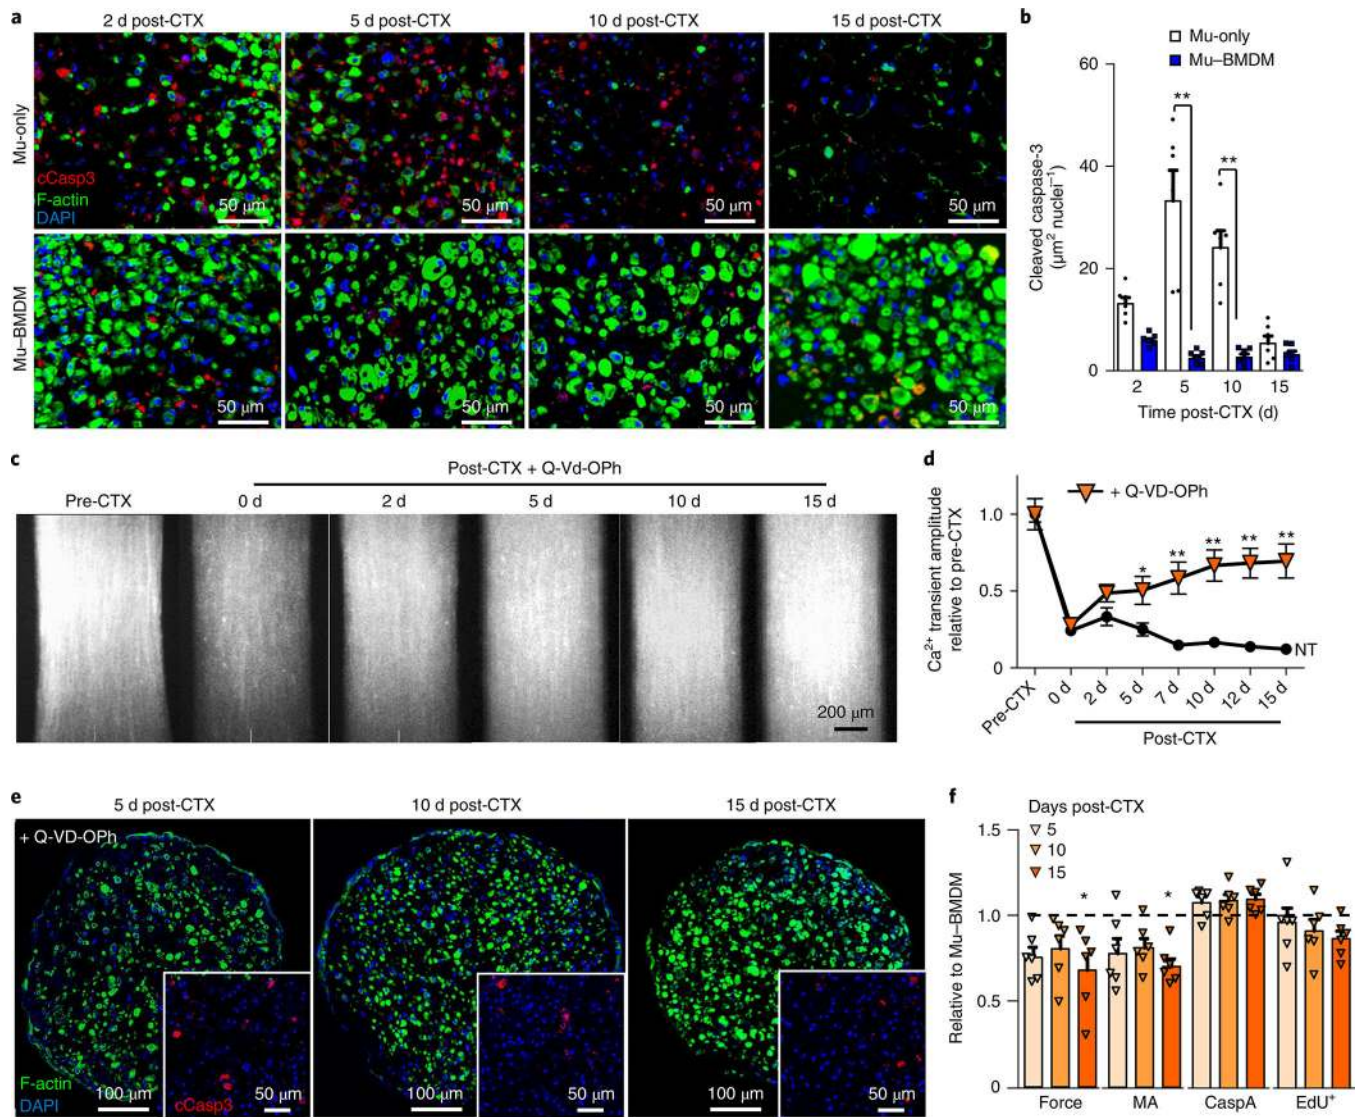 a
2 d post-CTX
5 d post-CTX
10 d post-CTX
15 d post-CTX
Mu-only
cCasp3
F-actin
DAPI
50 μm
50 μm
50 μm
50 μm
Mu–BMDM
50 μm
50 μm
50 μm
50 μm
b
Mu-only
Mu–BMDM
Cleaved caspase-3
(μm² nuclei⁻¹)
60
40
20
0
**
**
2
5
10
15
Time post-CTX (d)
c
Post-CTX + Q-Vd-OPh
Pre-CTX
0 d
2 d
5 d
10 d
15 d
200 μm
d
+ Q-VD-OPh
Ca²⁺ transient amplitude
relative to pre-CTX
1.0
0.5
0
*
**
**
**
**
NT
Pre-CTX
0 d
2 d
5 d
7 d
10 d
12 d
15 d
Post-CTX
e
5 d post-CTX
10 d post-CTX
15 d post-CTX
+ Q-VD-OPh
F-actin
DAPI
100 μm
cCasp3
50 μm
100 μm
50 μm
100 μm
50 μm
f
Days post-CTX
5
10
15
Relative to Mu–BMDM
1.5
1.0
0.5
0
*
*
Force
MA
CaspA
EdU⁺